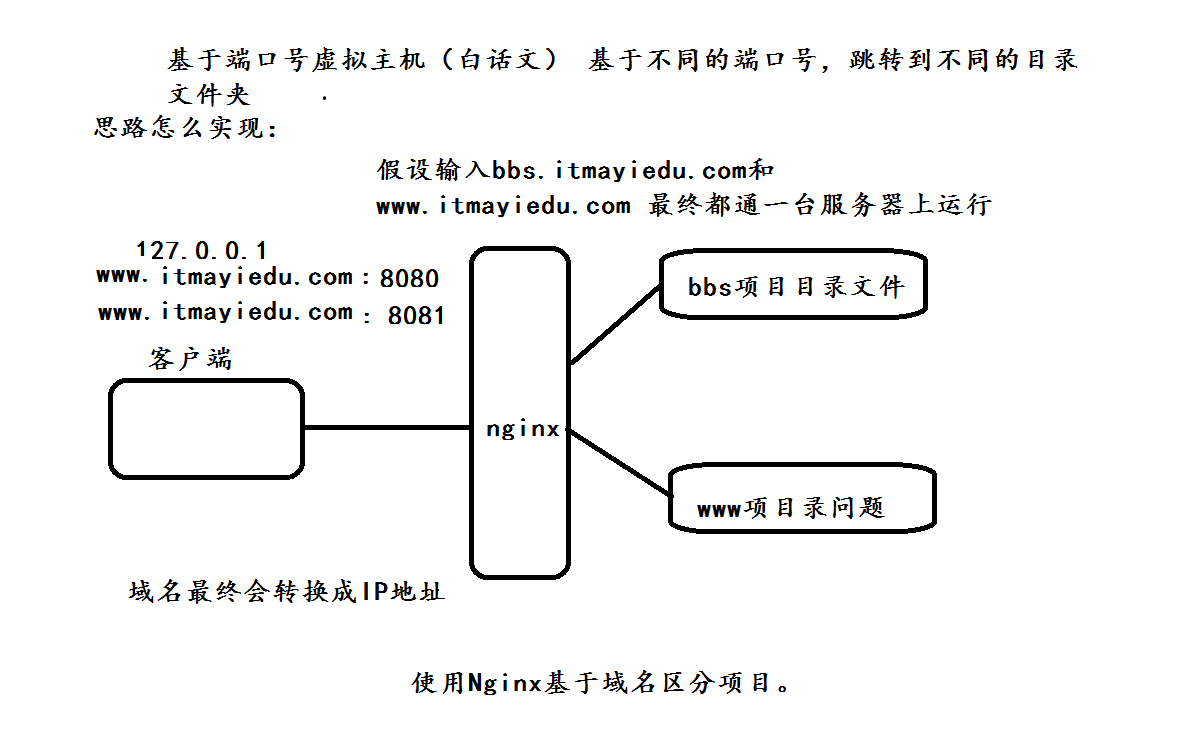 基于端口号虚拟主机（白话文） 基于不同的端口号，跳转到不同的目录
文件夹
思路怎么实现：
假设输入bbs.itmayiedu.com和
www.itmayiedu.com 最终都通一台服务器上运行
127.0.0.1
www.itmayiedu.com：8080
www.itmayiedu.com：8081
客户端
bbs项目目录文件
nginx
www项目录问题
域名最终会转换成IP地址
使用Nginx基于域名区分项目。